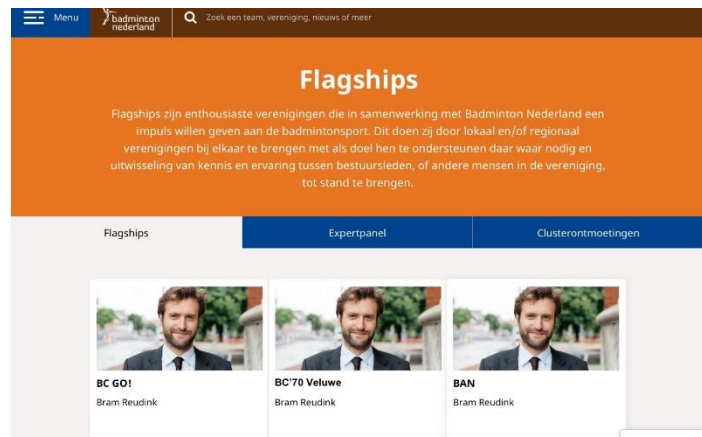 Menu
badminton
nederland
Zoek een team, vereniging, nieuws of meer
Flagships
Flagships zijn enthousiaste verenigingen die in samenwerking met Badminton Nederland een
impuls willen geven aan de badmintonsport. Dit doen zij door lokaal en/of regionaal
verenigingen bij elkaar te brengen met als doel hen te ondersteunen daar waar nodig en
uitwisseling van kennis en ervaring tussen bestuursleden, of andere mensen in de vereniging,
tot stand te brengen.
Flagships Expertpanel Clusterontmoetingen
BC GO! BC'70 Veluwe BAN
Bram Reudink Bram Reudink Bram Reudink